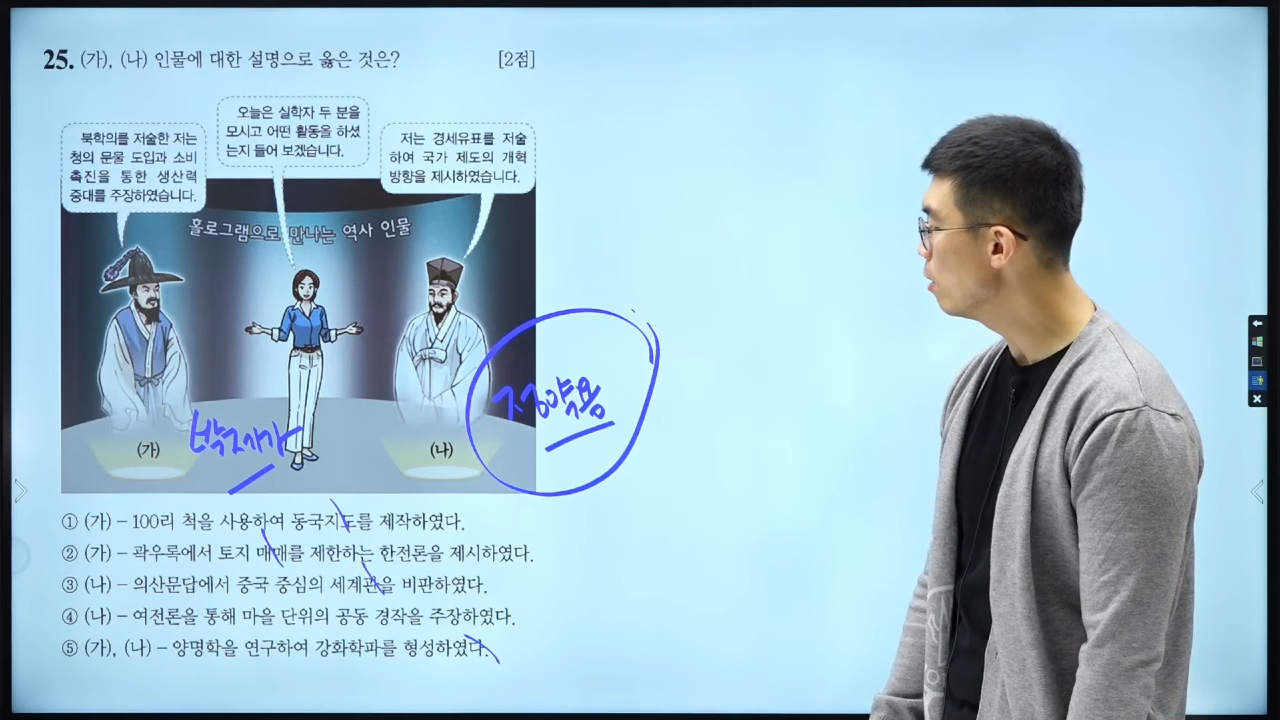 25. (가), (나) 인물에 대한 설명으로 옳은 것은? [2점]
오늘은 실학자 두 분을
모시고 어떤 활동을 하셨
는지 들어 보겠습니다.
북학의를 저술한 저는
청의 문물 도입과 소비
촉진을 통한 생산력
증대를 주장하였습니다.
저는 경세유표를 저술
하여 국가 제도의 개혁
방향을 제시하였습니다.
홀로그램으로 만나는 역사 인물
정약용
박제가
(가)
(나)
① (가) – 100리 척을 사용하여 동국지도를 제작하였다.
② (가) – 곽우록에서 토지 매매를 제한하는 한전론을 제시하였다.
③ (나) – 의산문답에서 중국 중심의 세계관을 비판하였다.
④ (나) – 여전론을 통해 마을 단위의 공동 경작을 주장하였다.
⑤ (가), (나) – 양명학을 연구하여 강화학파를 형성하였다.